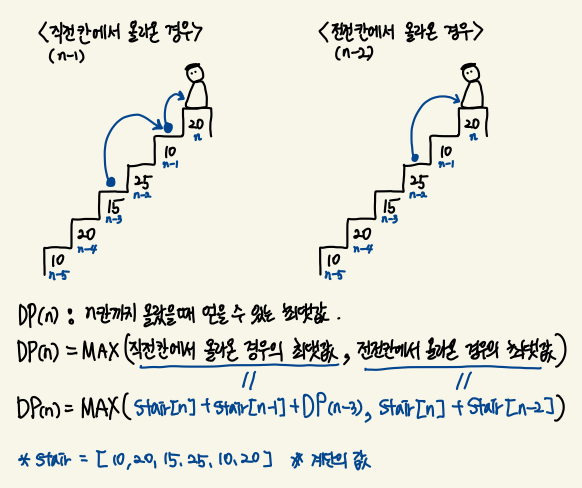 <직전칸에서 올라온 경우>
(n-1)
20
n
10
n-1
25
n-2
15
n-3
20
n-4
10
n-5
<전전칸에서 올라온 경우>
(n-2)
20
n
10
n-1
25
n-2
15
n-3
20
n-4
10
n-5
DP(n) : n칸까지 올랐을때 얻을 수 있는 최댓값.
DP(n) = MAX(직전칸에서 올라온 경우의 최댓값, 전전칸에서 올라온 경우의 최댓값)
DP(n) = MAX(stair[n]+stair[n-1]+DP(n-3), stair[n]+stair[n-2])
* stair = [10,20,15,25,10,20] * 계단의 값